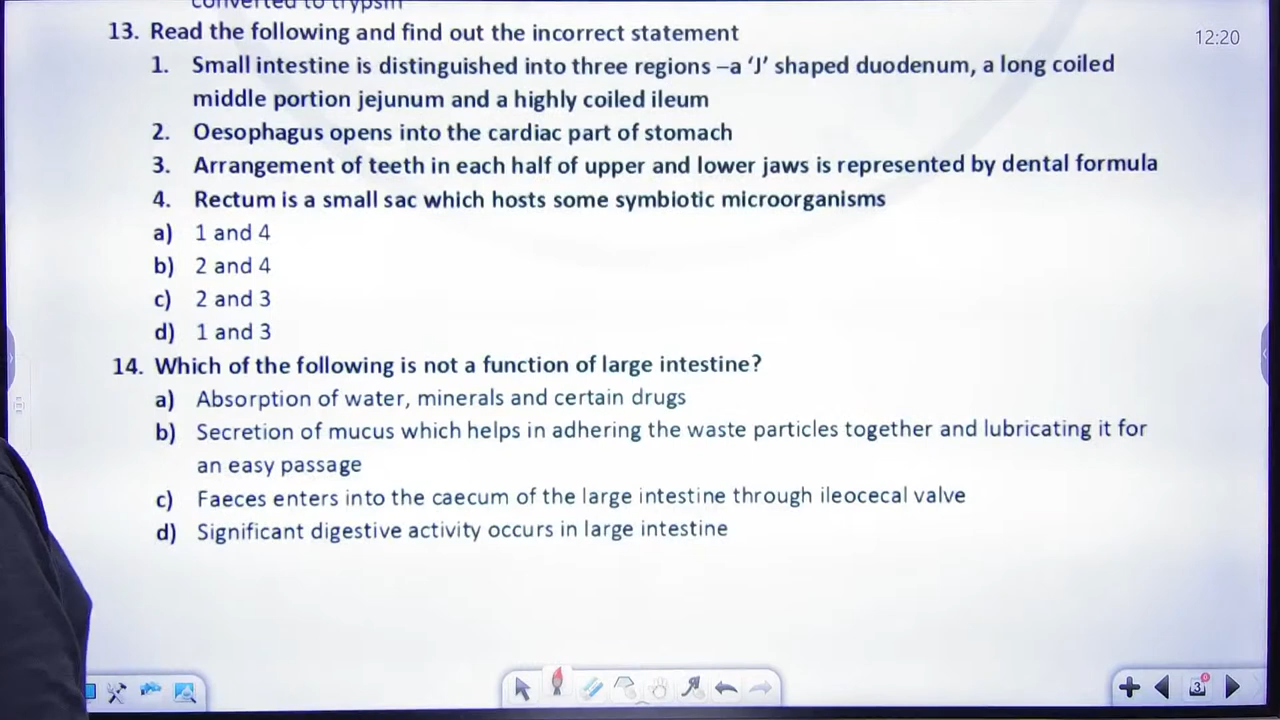 converted to trypsin
12:20
13. Read the following and find out the incorrect statement
1. Small intestine is distinguished into three regions –a ‘J’ shaped duodenum, a long coiled
middle portion jejunum and a highly coiled ileum
2. Oesophagus opens into the cardiac part of stomach
3. Arrangement of teeth in each half of upper and lower jaws is represented by dental formula
4. Rectum is a small sac which hosts some symbiotic microorganisms
a) 1 and 4
b) 2 and 4
c) 2 and 3
d) 1 and 3
14. Which of the following is not a function of large intestine?
a) Absorption of water, minerals and certain drugs
b) Secretion of mucus which helps in adhering the waste particles together and lubricating it for
an easy passage
c) Faeces enters into the caecum of the large intestine through ileocecal valve
d) Significant digestive activity occurs in large intestine
3